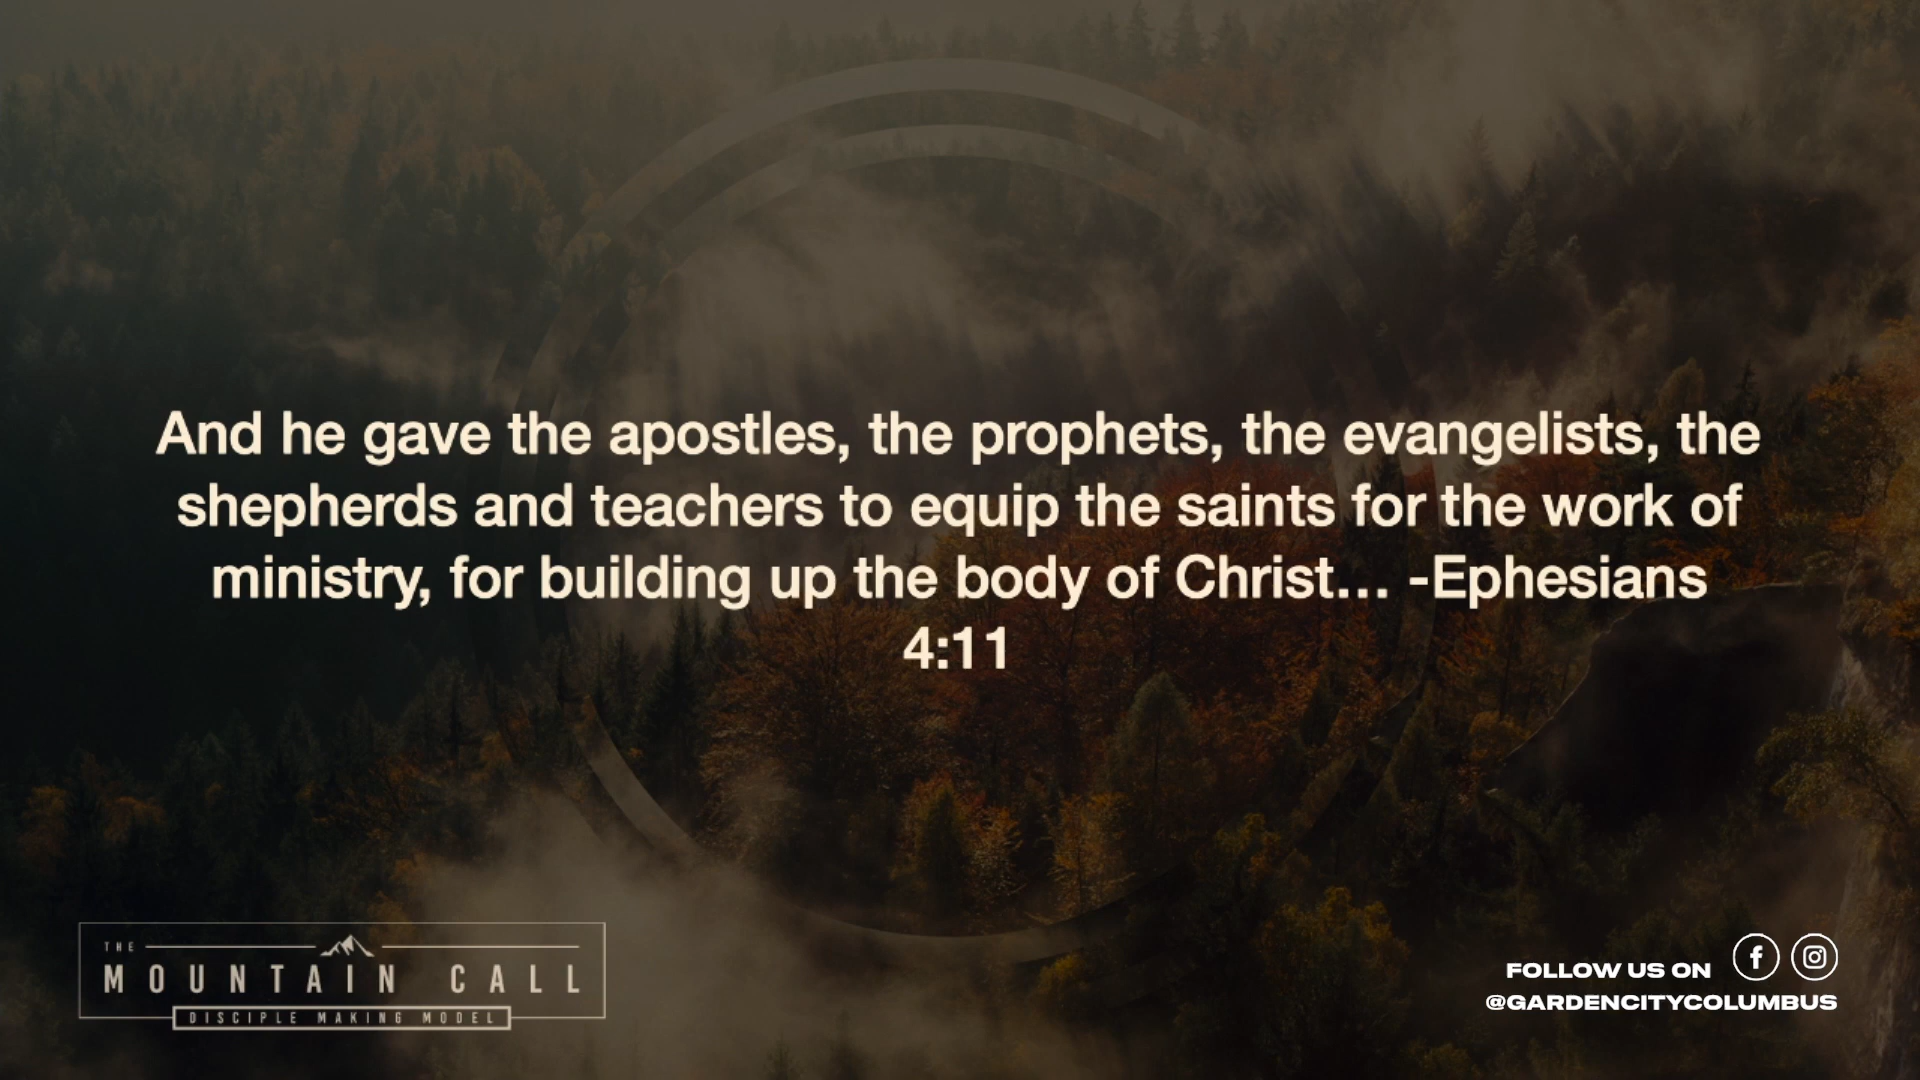 And he gave the apostles, the prophets, the evangelists, the
shepherds and teachers to equip the saints for the work of
ministry, for building up the body of Christ... -Ephesians
4:11
THE
MOUNTAIN CALL
DISCIPLE MAKING MODEL
FOLLOW US ON
@GARDENCITYCOLUMBUS